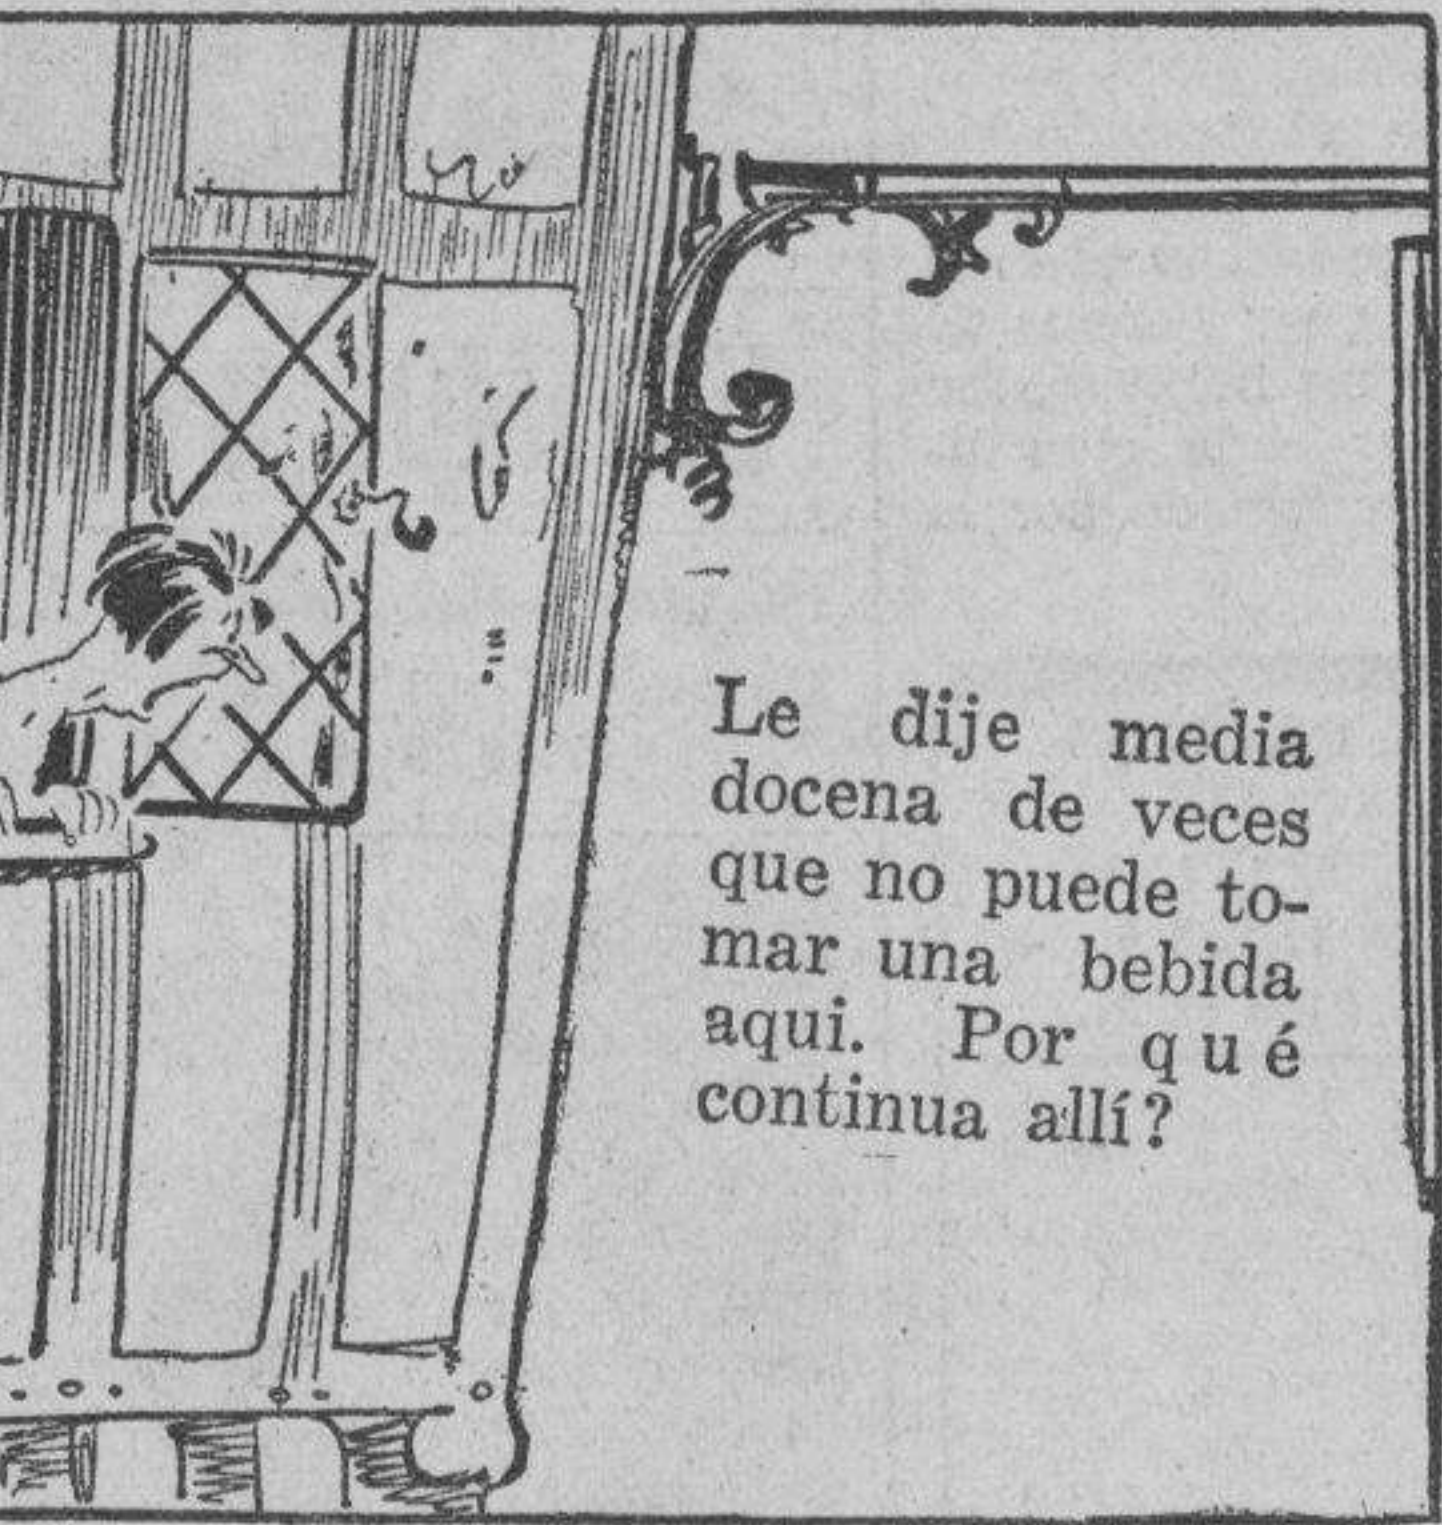 Le dije media
docena de veces
que no puede to-
mar una bebida
aqui. Por qué
continua allí?